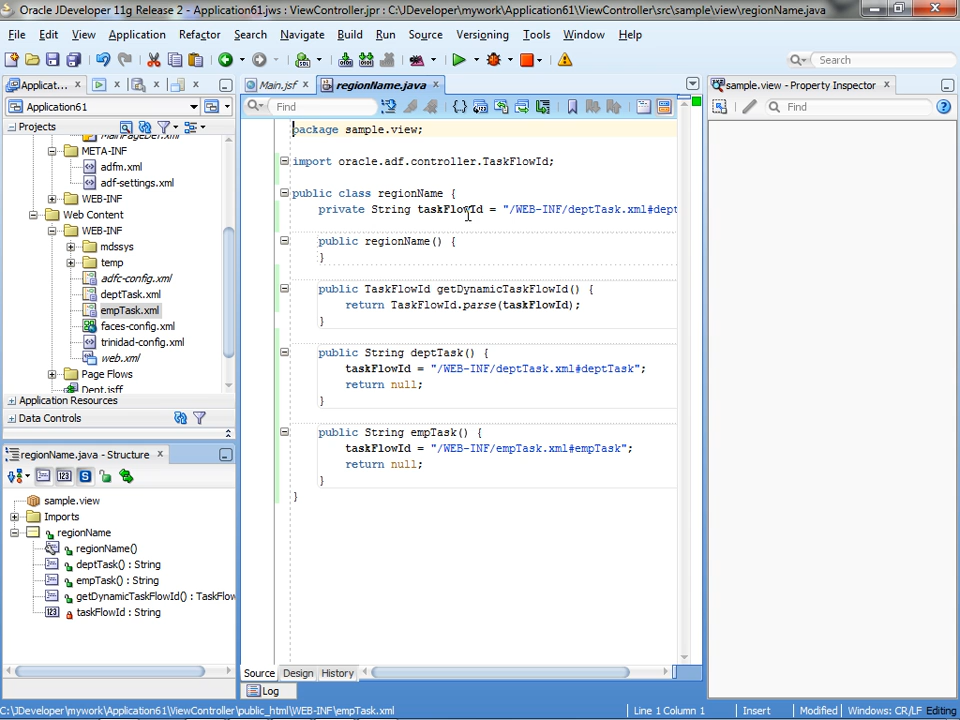 Oracle JDeveloper 11g Release 2 - Application61.jws : ViewController.jpr : C:\JDeveloper\mywork\Application61\ViewController\src\sample\view\regionName.java
File Edit View Application Refactor Search Navigate Build Run Source Versioning Tools Window Help
Search
Applicat...
Application61
Projects
MainPageDef.xml
META-INF
adfm.xml
adf-settings.xml
WEB-INF
Web Content
WEB-INF
mdssys
temp
adfc-config.xml
deptTask.xml
empTask.xml
faces-config.xml
trinidad-config.xml
web.xml
Page Flows
Dept.jsff
Application Resources
Data Controls
regionName.java - Structure
sample.view
Imports
regionName
regionName()
deptTask() : String
empTask() : String
getDynamicTaskFlowId() : TaskFlow
taskFlowId : String
Main.jsf
regionName.java
Find
package sample.view;
import oracle.adf.controller.TaskFlowId;
public class regionName {
private String taskFlowId = "/WEB-INF/deptTask.xml#dept
public regionName() {
}
public TaskFlowId getDynamicTaskFlowId() {
return TaskFlowId.parse(taskFlowId);
}
public String deptTask() {
taskFlowId = "/WEB-INF/deptTask.xml#deptTask";
return null;
}
public String empTask() {
taskFlowId = "/WEB-INF/empTask.xml#empTask";
return null;
}
}
Source Design History
Log
sample.view - Property Inspector
Find
C:\JDeveloper\mywork\Application61\ViewController\public_html\WEB-INF\empTask.xml
Line 1 Column 1 Insert Modified Windows: CR/LF Editing